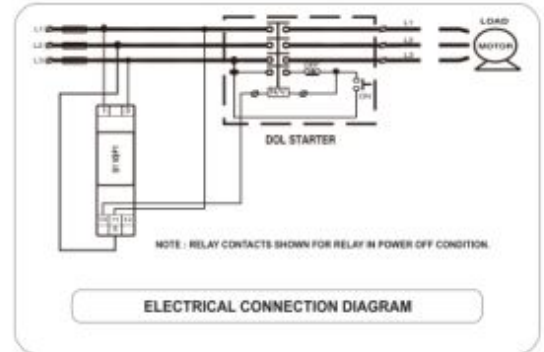 LOAD
L1
L1
L2
L2
MOTOR
L3
L3
ON
DOL STARTER
NOTE : RELAY CONTACTS SHOWN FOR RELAY IN POWER OFF CONDITION.
ELECTRICAL CONNECTION DIAGRAM